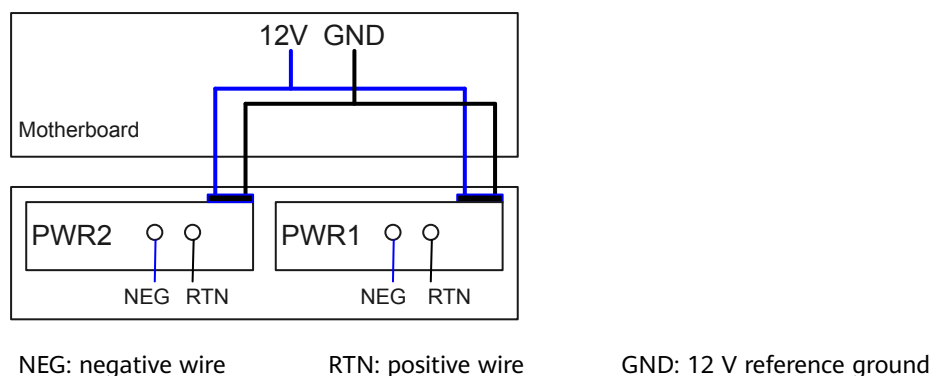 12V GND
Motherboard
PWR2
PWR1
NEG RTN
NEG RTN
NEG: negative wire RTN: positive wire GND: 12 V reference ground